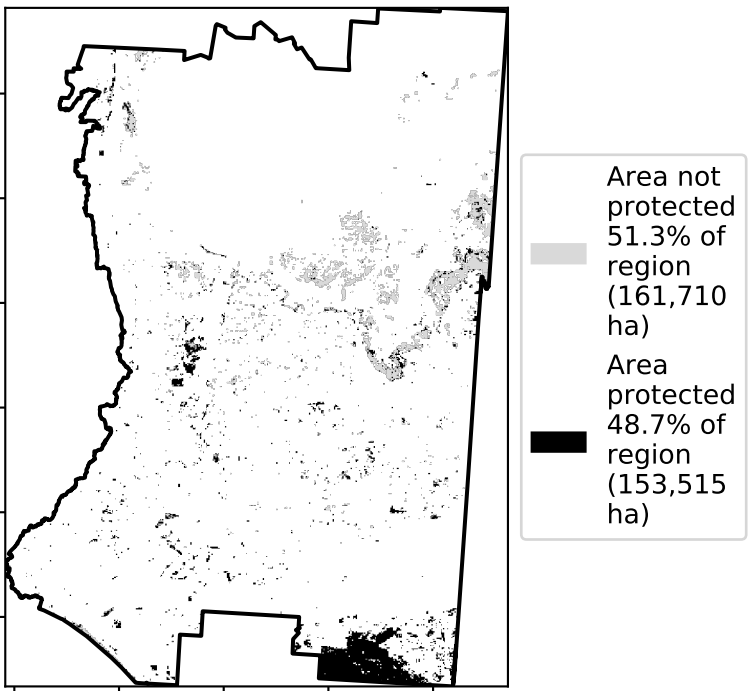 Area not
protected
51.3% of
region
(161,710
ha)
Area
protected
48.7% of
region
(153,515
ha)